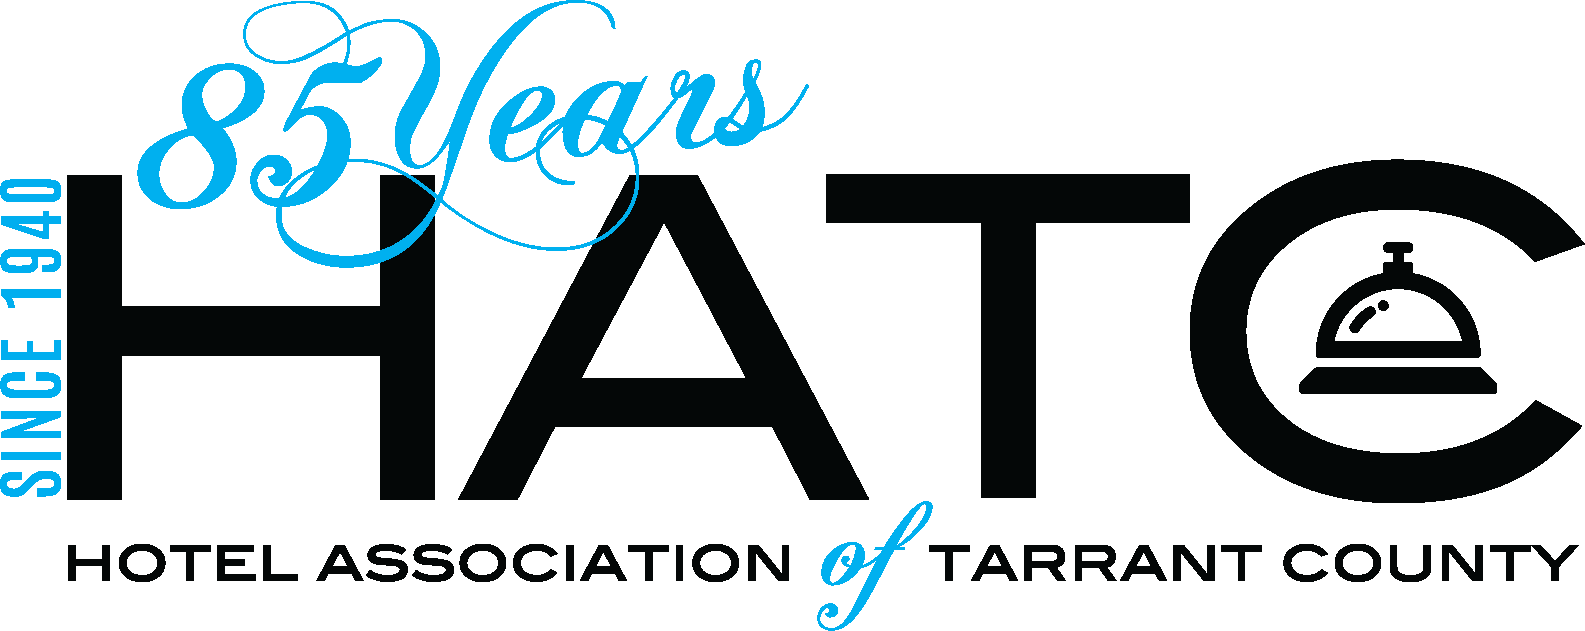 85 Years
SINCE 1940
HATC
HOTEL ASSOCIATION of TARRANT COUNTY